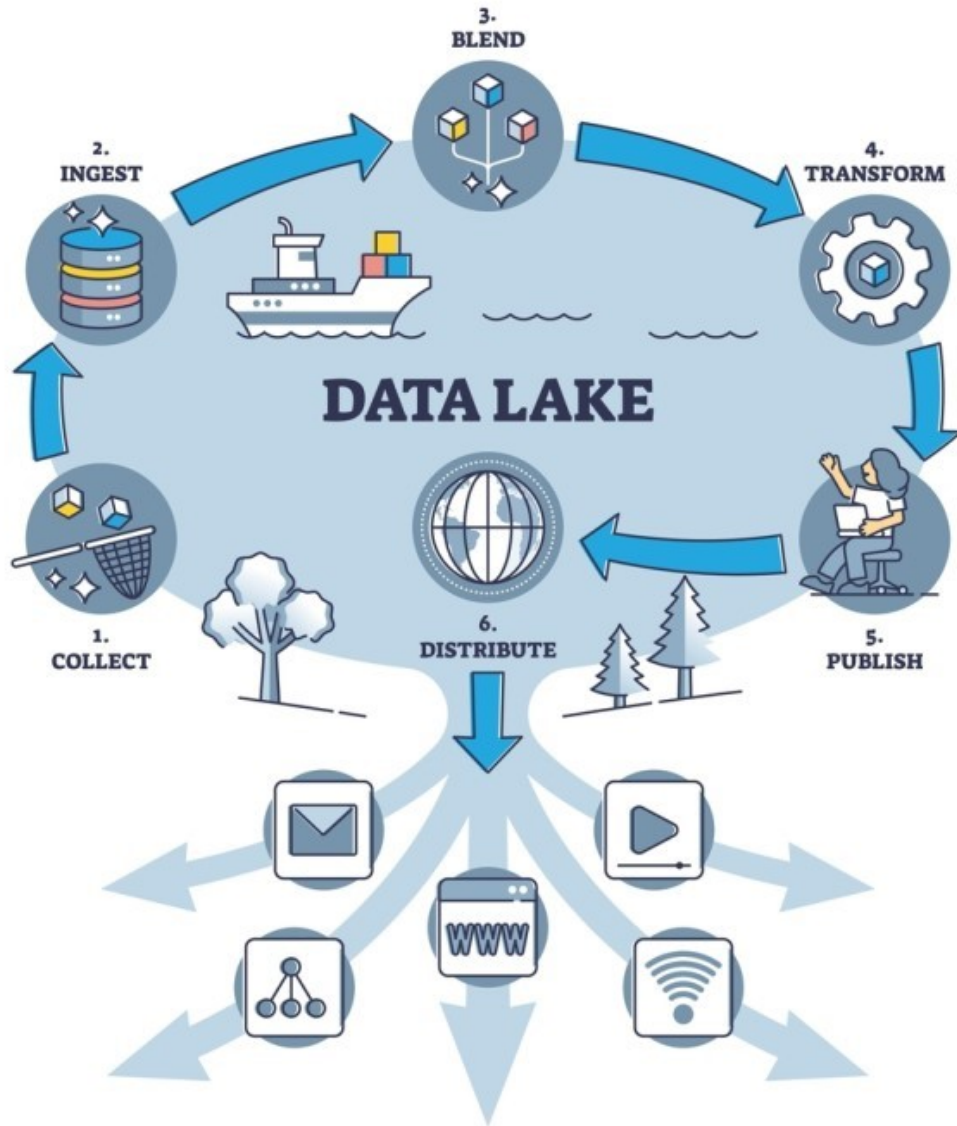 3.
BLEND
2.
INGEST
4.
TRANSFORM
DATA LAKE
1.
COLLECT
6.
DISTRIBUTE
5.
PUBLISH
WWW